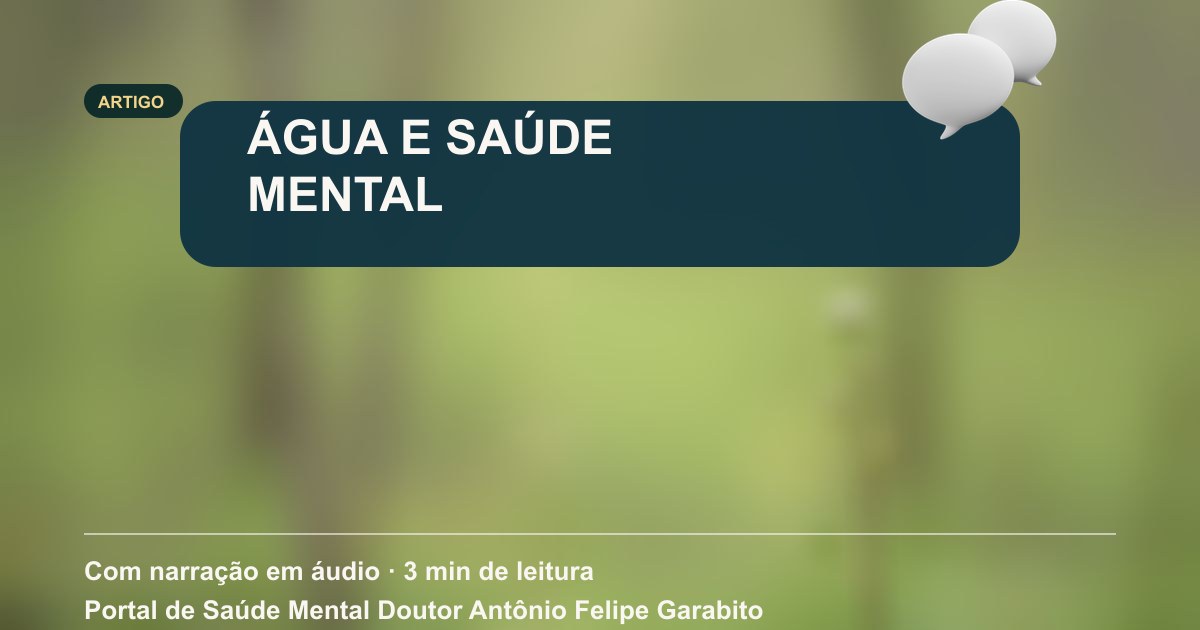 ARTIGO
ÁGUA E SAÚDE
MENTAL
Com narração em áudio · 3 min de leitura
Portal de Saúde Mental Doutor Antônio Felipe Garabito